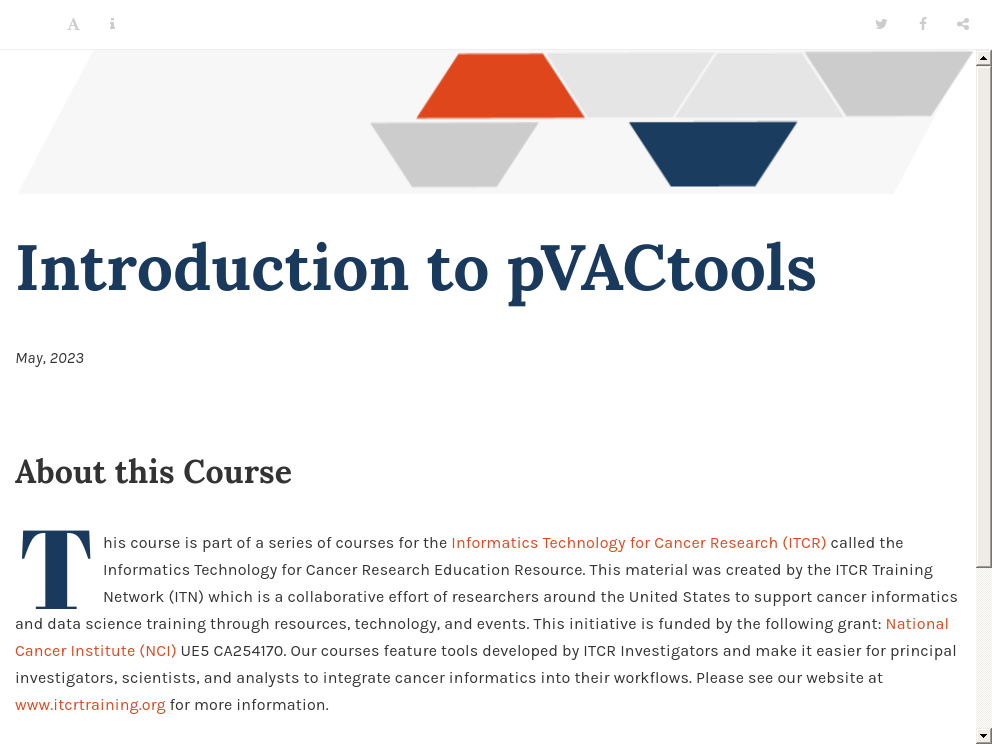 A
Introduction to pVACtools
May, 2023
About this Course
This course is part of a series of courses for the Informatics Technology for Cancer Research (ITCR) called the
Informatics Technology for Cancer Research Education Resource. This material was created by the ITCR Training
Network (ITN) which is a collaborative effort of researchers around the United States to support cancer informatics
and data science training through resources, technology, and events. This initiative is funded by the following grant: National
Cancer Institute (NCI) UE5 CA254170. Our courses feature tools developed by ITCR Investigators and make it easier for principal
investigators, scientists, and analysts to integrate cancer informatics into their workflows. Please see our website at
www.itcrtraining.org for more information.